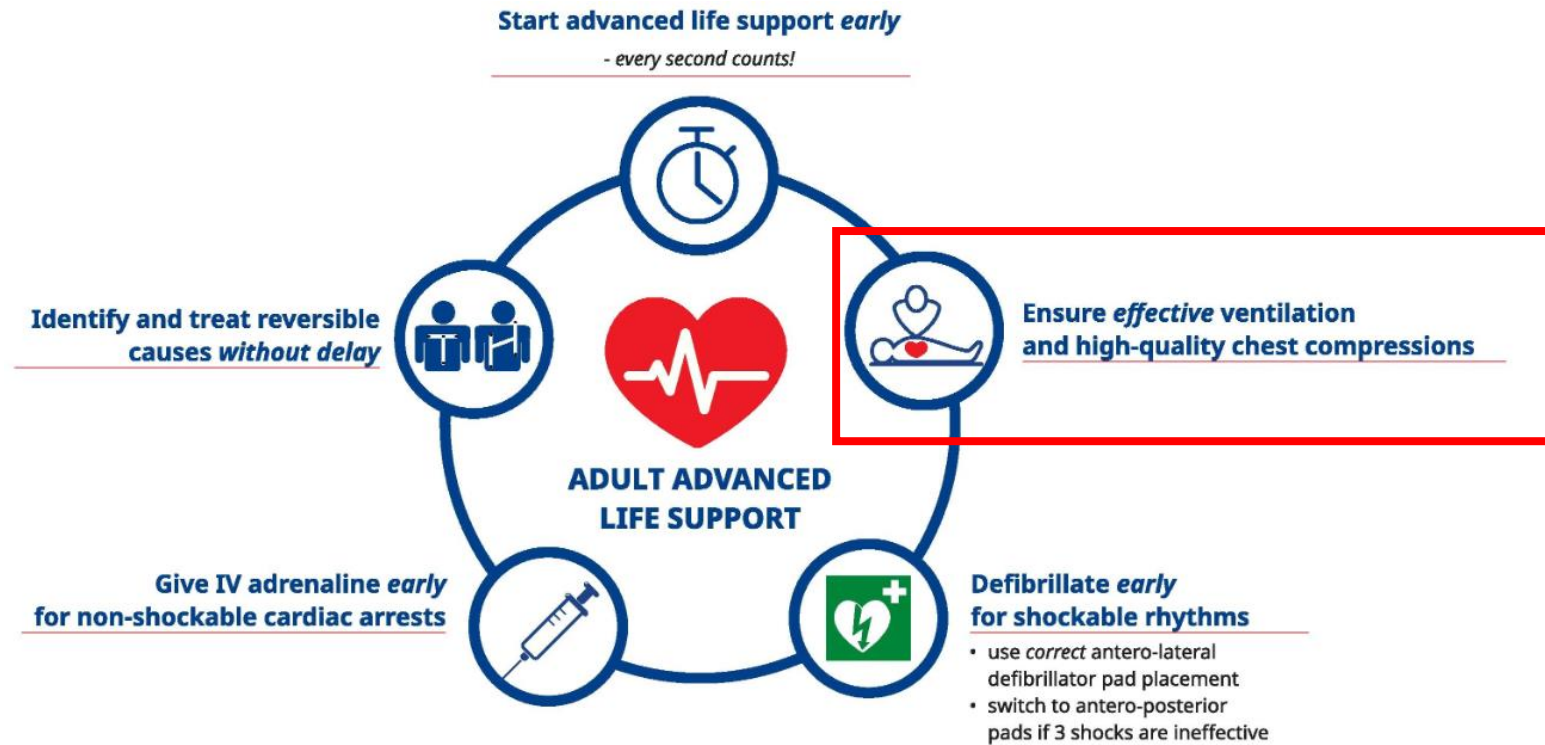 Start advanced life support early
- every second counts!
Ensure effective ventilation
and high-quality chest compressions
Defibrillate early
for shockable rhythms
• use correct antero-lateral
defibrillator pad placement
• switch to antero-posterior
pads if 3 shocks are ineffective
Give IV adrenaline early
for non-shockable cardiac arrests
Identify and treat reversible
causes without delay
ADULT ADVANCED
LIFE SUPPORT